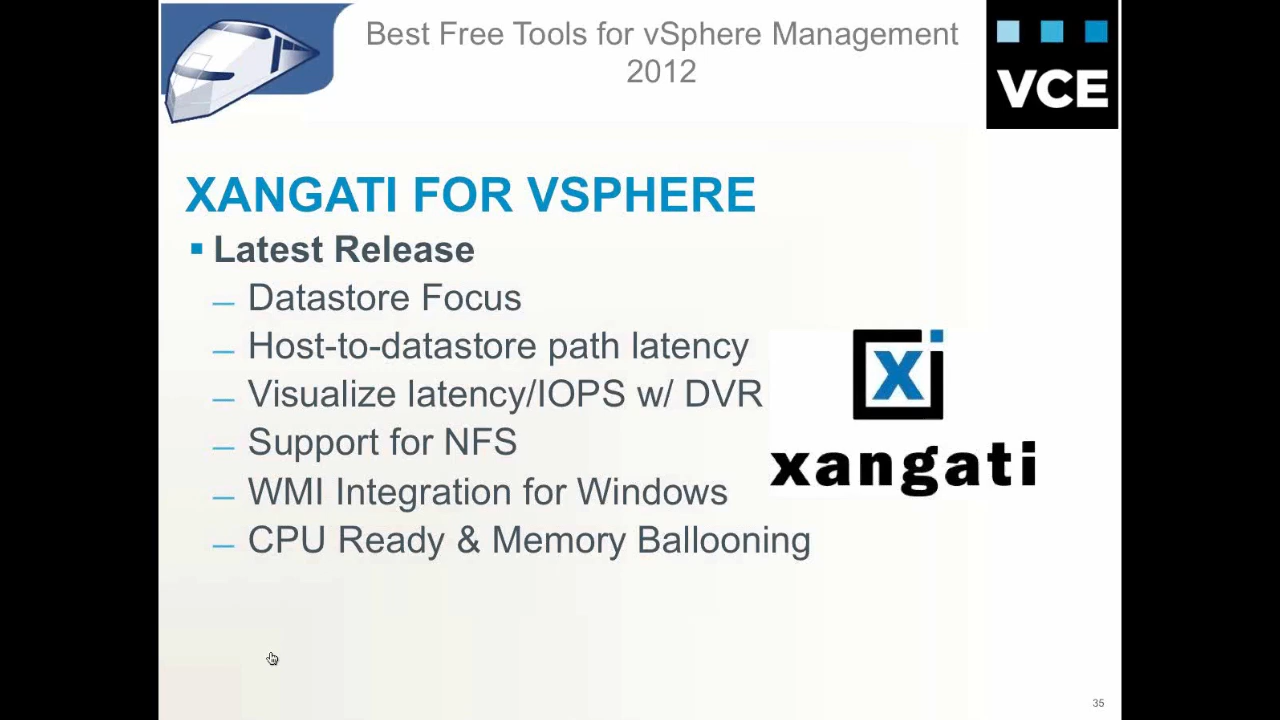 Best Free Tools for vSphere Management
2012
VCE
XANGATI FOR VSPHERE
Latest Release
Datastore Focus
Host-to-datastore path latency
Visualize latency/IOPS w/ DVR
Support for NFS
WMI Integration for Windows
CPU Ready & Memory Ballooning
xi
xangati
35